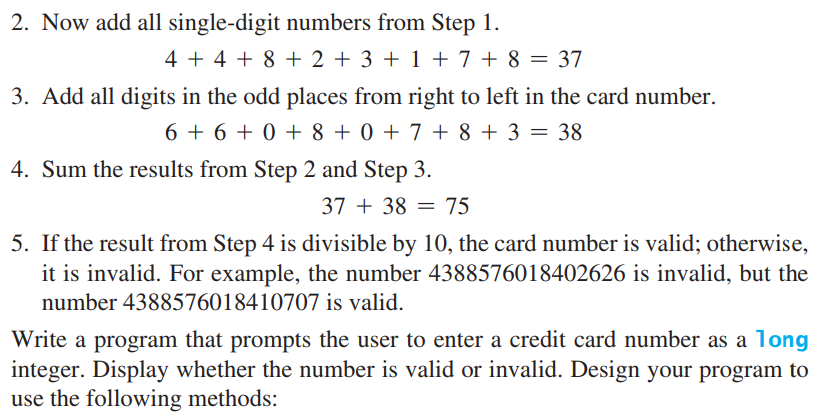 2. Now add all single-digit numbers from Step 1.
4 + 4 + 8 + 2 + 3 + 1 + 7 + 8 = 37
3. Add all digits in the odd places from right to left in the card number.
6 + 6 + 0 + 8 + 0 + 7 + 8 + 3 = 38
4. Sum the results from Step 2 and Step 3.
37 + 38 = 75
5. If the result from Step 4 is divisible by 10, the card number is valid; otherwise,
it is invalid. For example, the number 4388576018402626 is invalid, but the
number 4388576018410707 is valid.
Write a program that prompts the user to enter a credit card number as a long
integer. Display whether the number is valid or invalid. Design your program to
use the following methods: